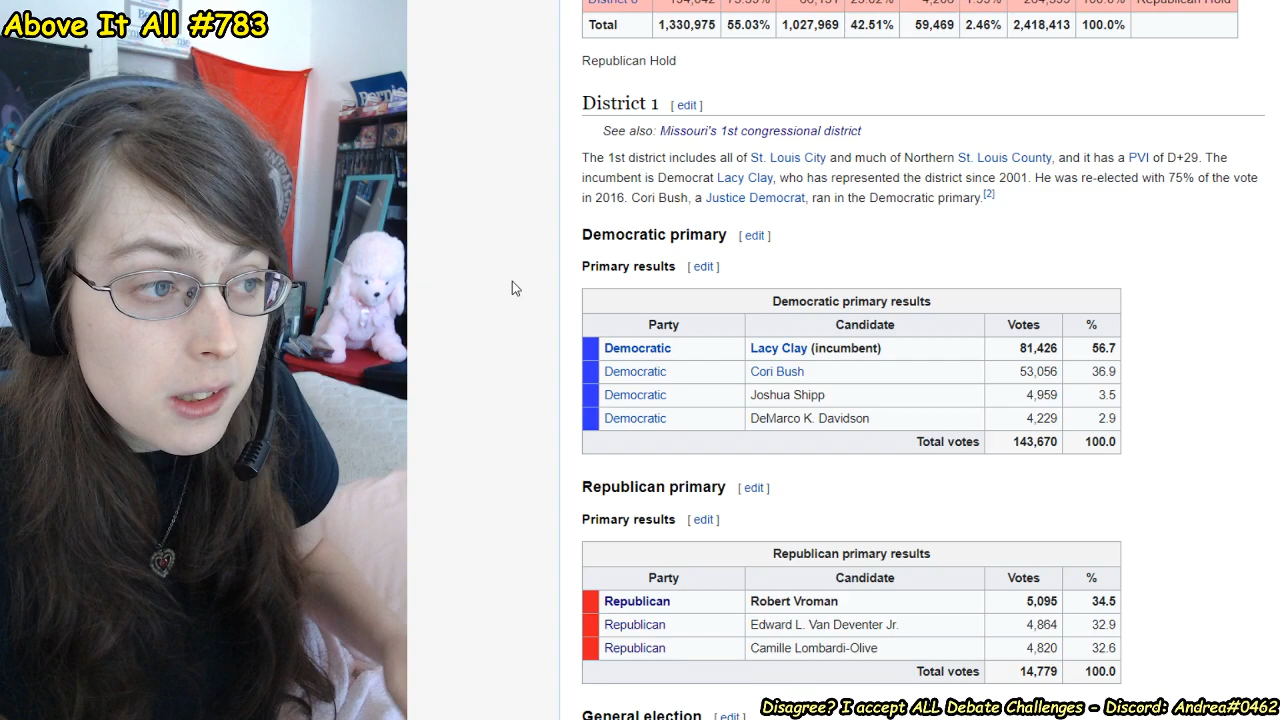 Above It All #783
Bernie
Total 1,330,975 55.03% 1,027,969 42.51% 59,469 2.46% 2,418,413 100.0%
Republican Hold
District 1 [ edit ]
See also: Missouri's 1st congressional district
The 1st district includes all of St. Louis City and much of Northern St. Louis County, and it has a PVI of D+29. The
incumbent is Democrat Lacy Clay, who has represented the district since 2001. He was re-elected with 75% of the vote
in 2016. Cori Bush, a Justice Democrat, ran in the Democratic primary.[2]
Democratic primary [ edit ]
Primary results [ edit ]
Democratic primary results
Party Candidate Votes %
Democratic Lacy Clay (incumbent) 81,426 56.7
Democratic Cori Bush 53,056 36.9
Democratic Joshua Shipp 4,959 3.5
Democratic DeMarco K. Davidson 4,229 2.9
Total votes 143,670 100.0
Republican primary [ edit ]
Primary results [ edit ]
Republican primary results
Party Candidate Votes %
Republican Robert Vroman 5,095 34.5
Republican Edward L. Van Deventer Jr. 4,864 32.9
Republican Camille Lombardi-Olive 4,820 32.6
Total votes 14,779 100.0
General election [ edit ]
Disagree? I accept ALL Debate Challenges - Discord: Andrea#0462